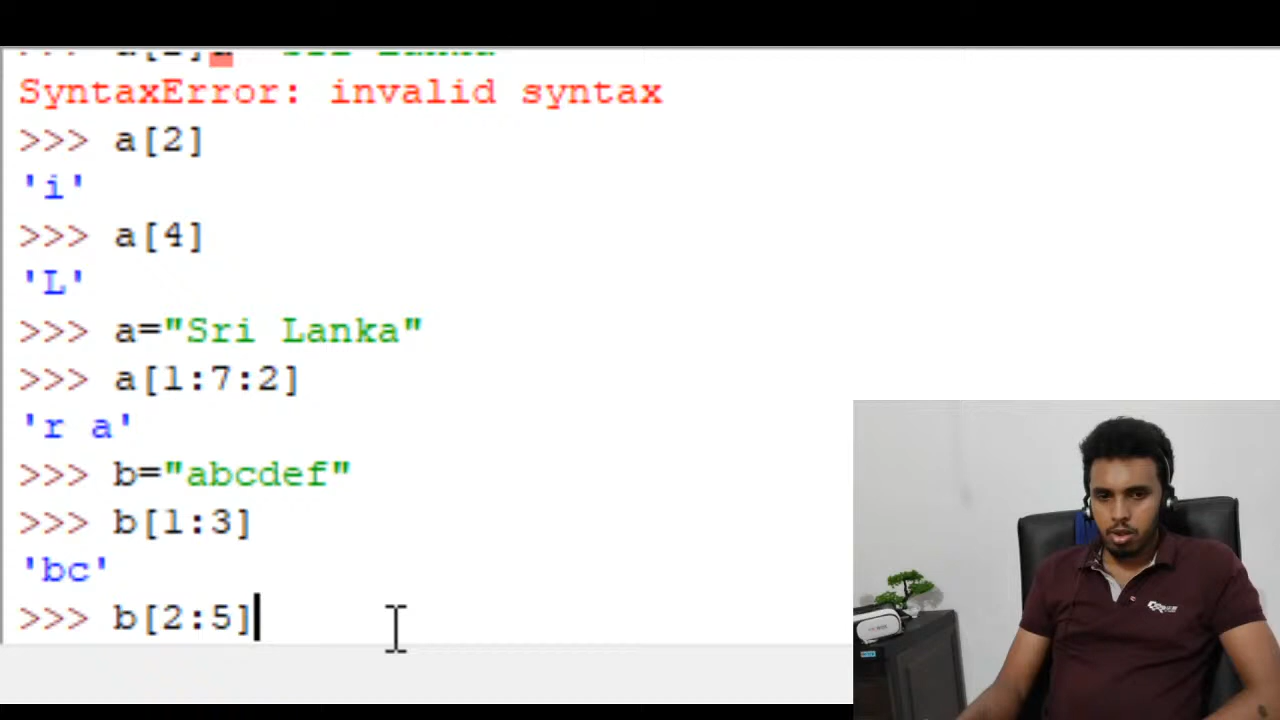 SyntaxError: invalid syntax
>>> a[2]
'i'
>>> a[4]
'L'
>>> a="Sri Lanka"
>>> a[1:7:2]
'r a'
>>> b="abcdef"
>>> b[1:3]
'bc'
>>> b[2:5]